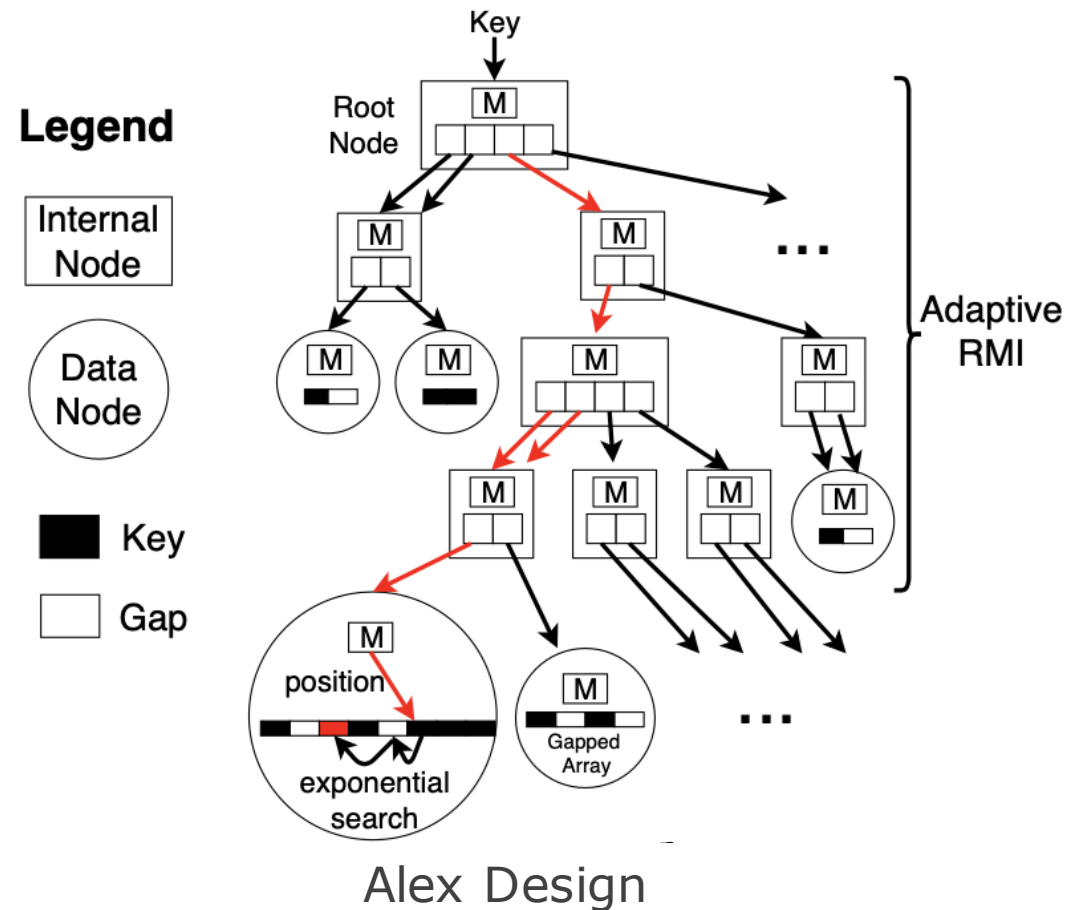 Key
Legend
M
Root
Node
Internal
Node
M
M
...
Adaptive
RMI
Data
Node
M
M
M
M
M
M
M
M
Key
Gap
M
position
exponential
search
M
Gapped
Array
...
Alex Design